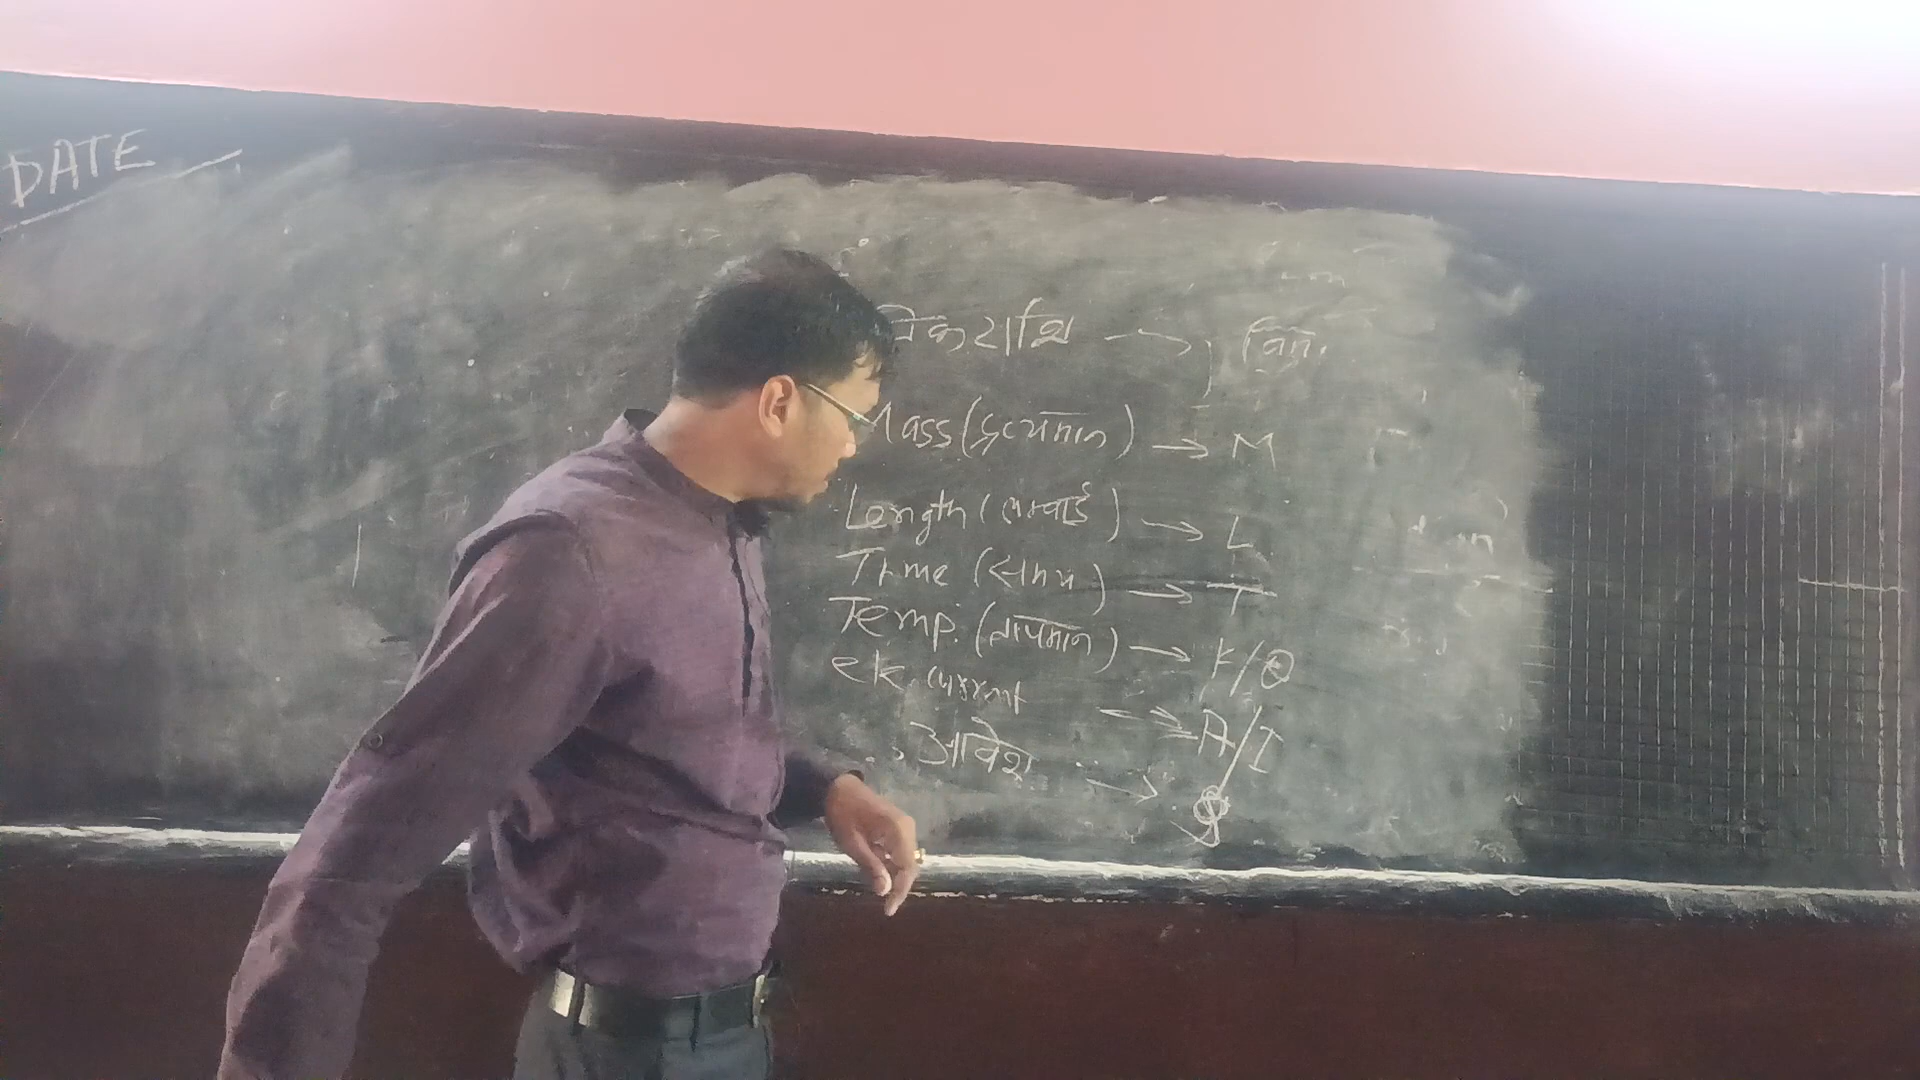 DATE
राशि → विमा
Mass (द्रव्यमान) → M
Length (लम्बाई) → L
Time (समय) → T
Temp. (तापमान) → K/θ
ele. current → A/I
आवेश →